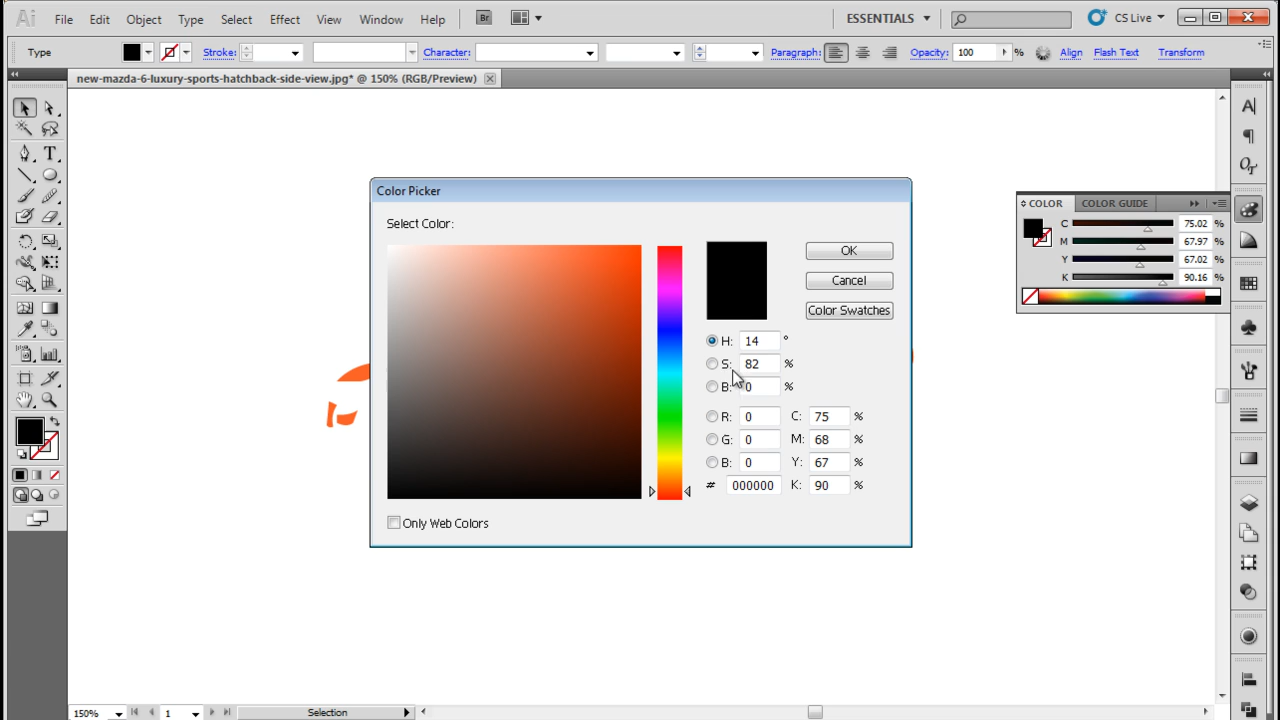 Ai File Edit Object Type Select Effect View Window Help Br ESSENTIALS CS Live
Type Stroke: Character: Paragraph: Opacity: 100 % Align Flash Text Transform
new-mazda-6-luxury-sports-hatchback-side-view.jpg* @ 150% (RGB/Preview)
Color Picker
Select Color:
OK
Cancel
Color Swatches
H: 14 °
S: 82 %
B: 0 %
R: 0 C: 75 %
G: 0 M: 68 %
B: 0 Y: 67 %
# 000000 K: 90 %
Only Web Colors
COLOR COLOR GUIDE
C 75.02 %
M 67.97 %
Y 67.02 %
K 90.16 %
150% 1 Selection